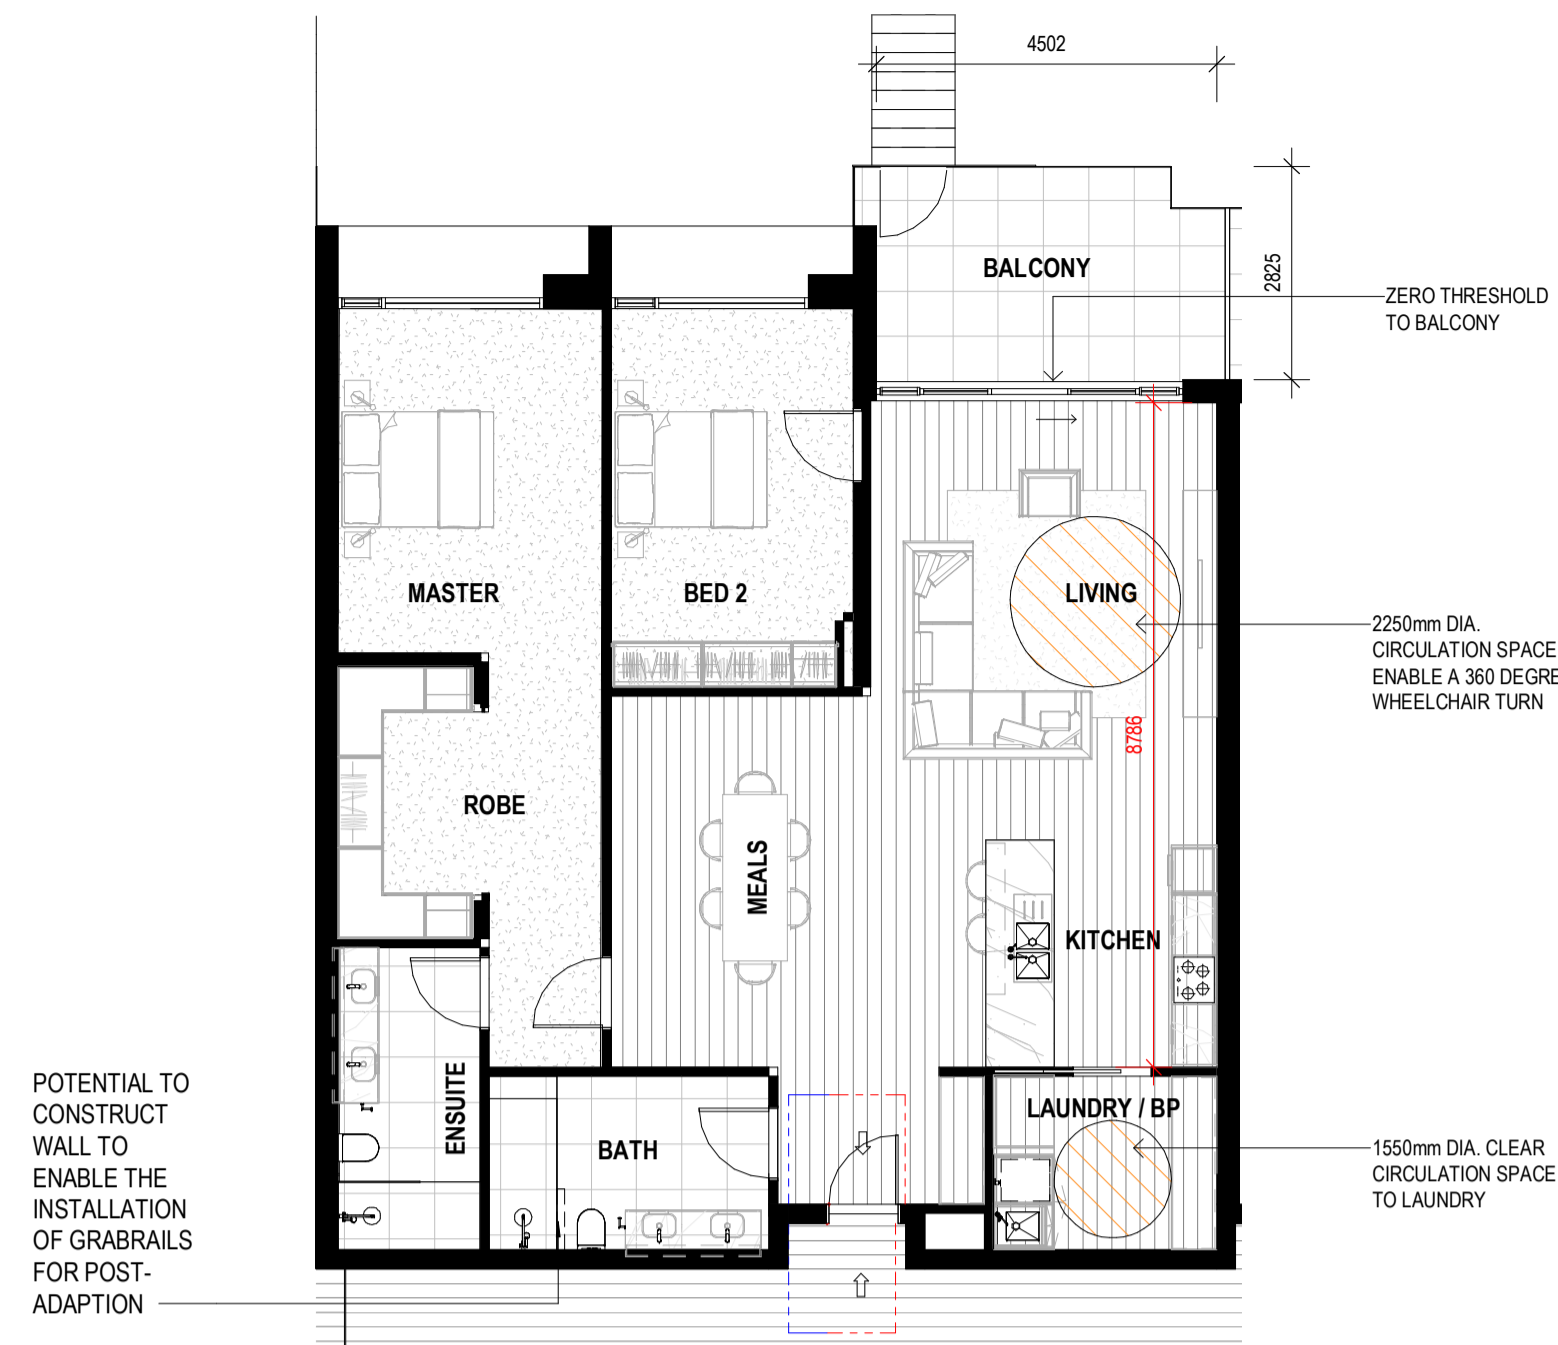 4502
BALCONY
2825
ZERO THRESHOLD
TO BALCONY
MASTER
BED 2
LIVING
2250mm DIA.
CIRCULATION SPACE
ENABLE A 360 DEGRE
WHEELCHAIR TURN
8786
ROBE
MEALS
KITCHEN
ENSUITE
BATH
LAUNDRY / BP
1550mm DIA. CLEAR
CIRCULATION SPACE
TO LAUNDRY
POTENTIAL TO
CONSTRUCT
WALL TO
ENABLE THE
INSTALLATION
OF GRABRAILS
FOR POST-
ADAPTION